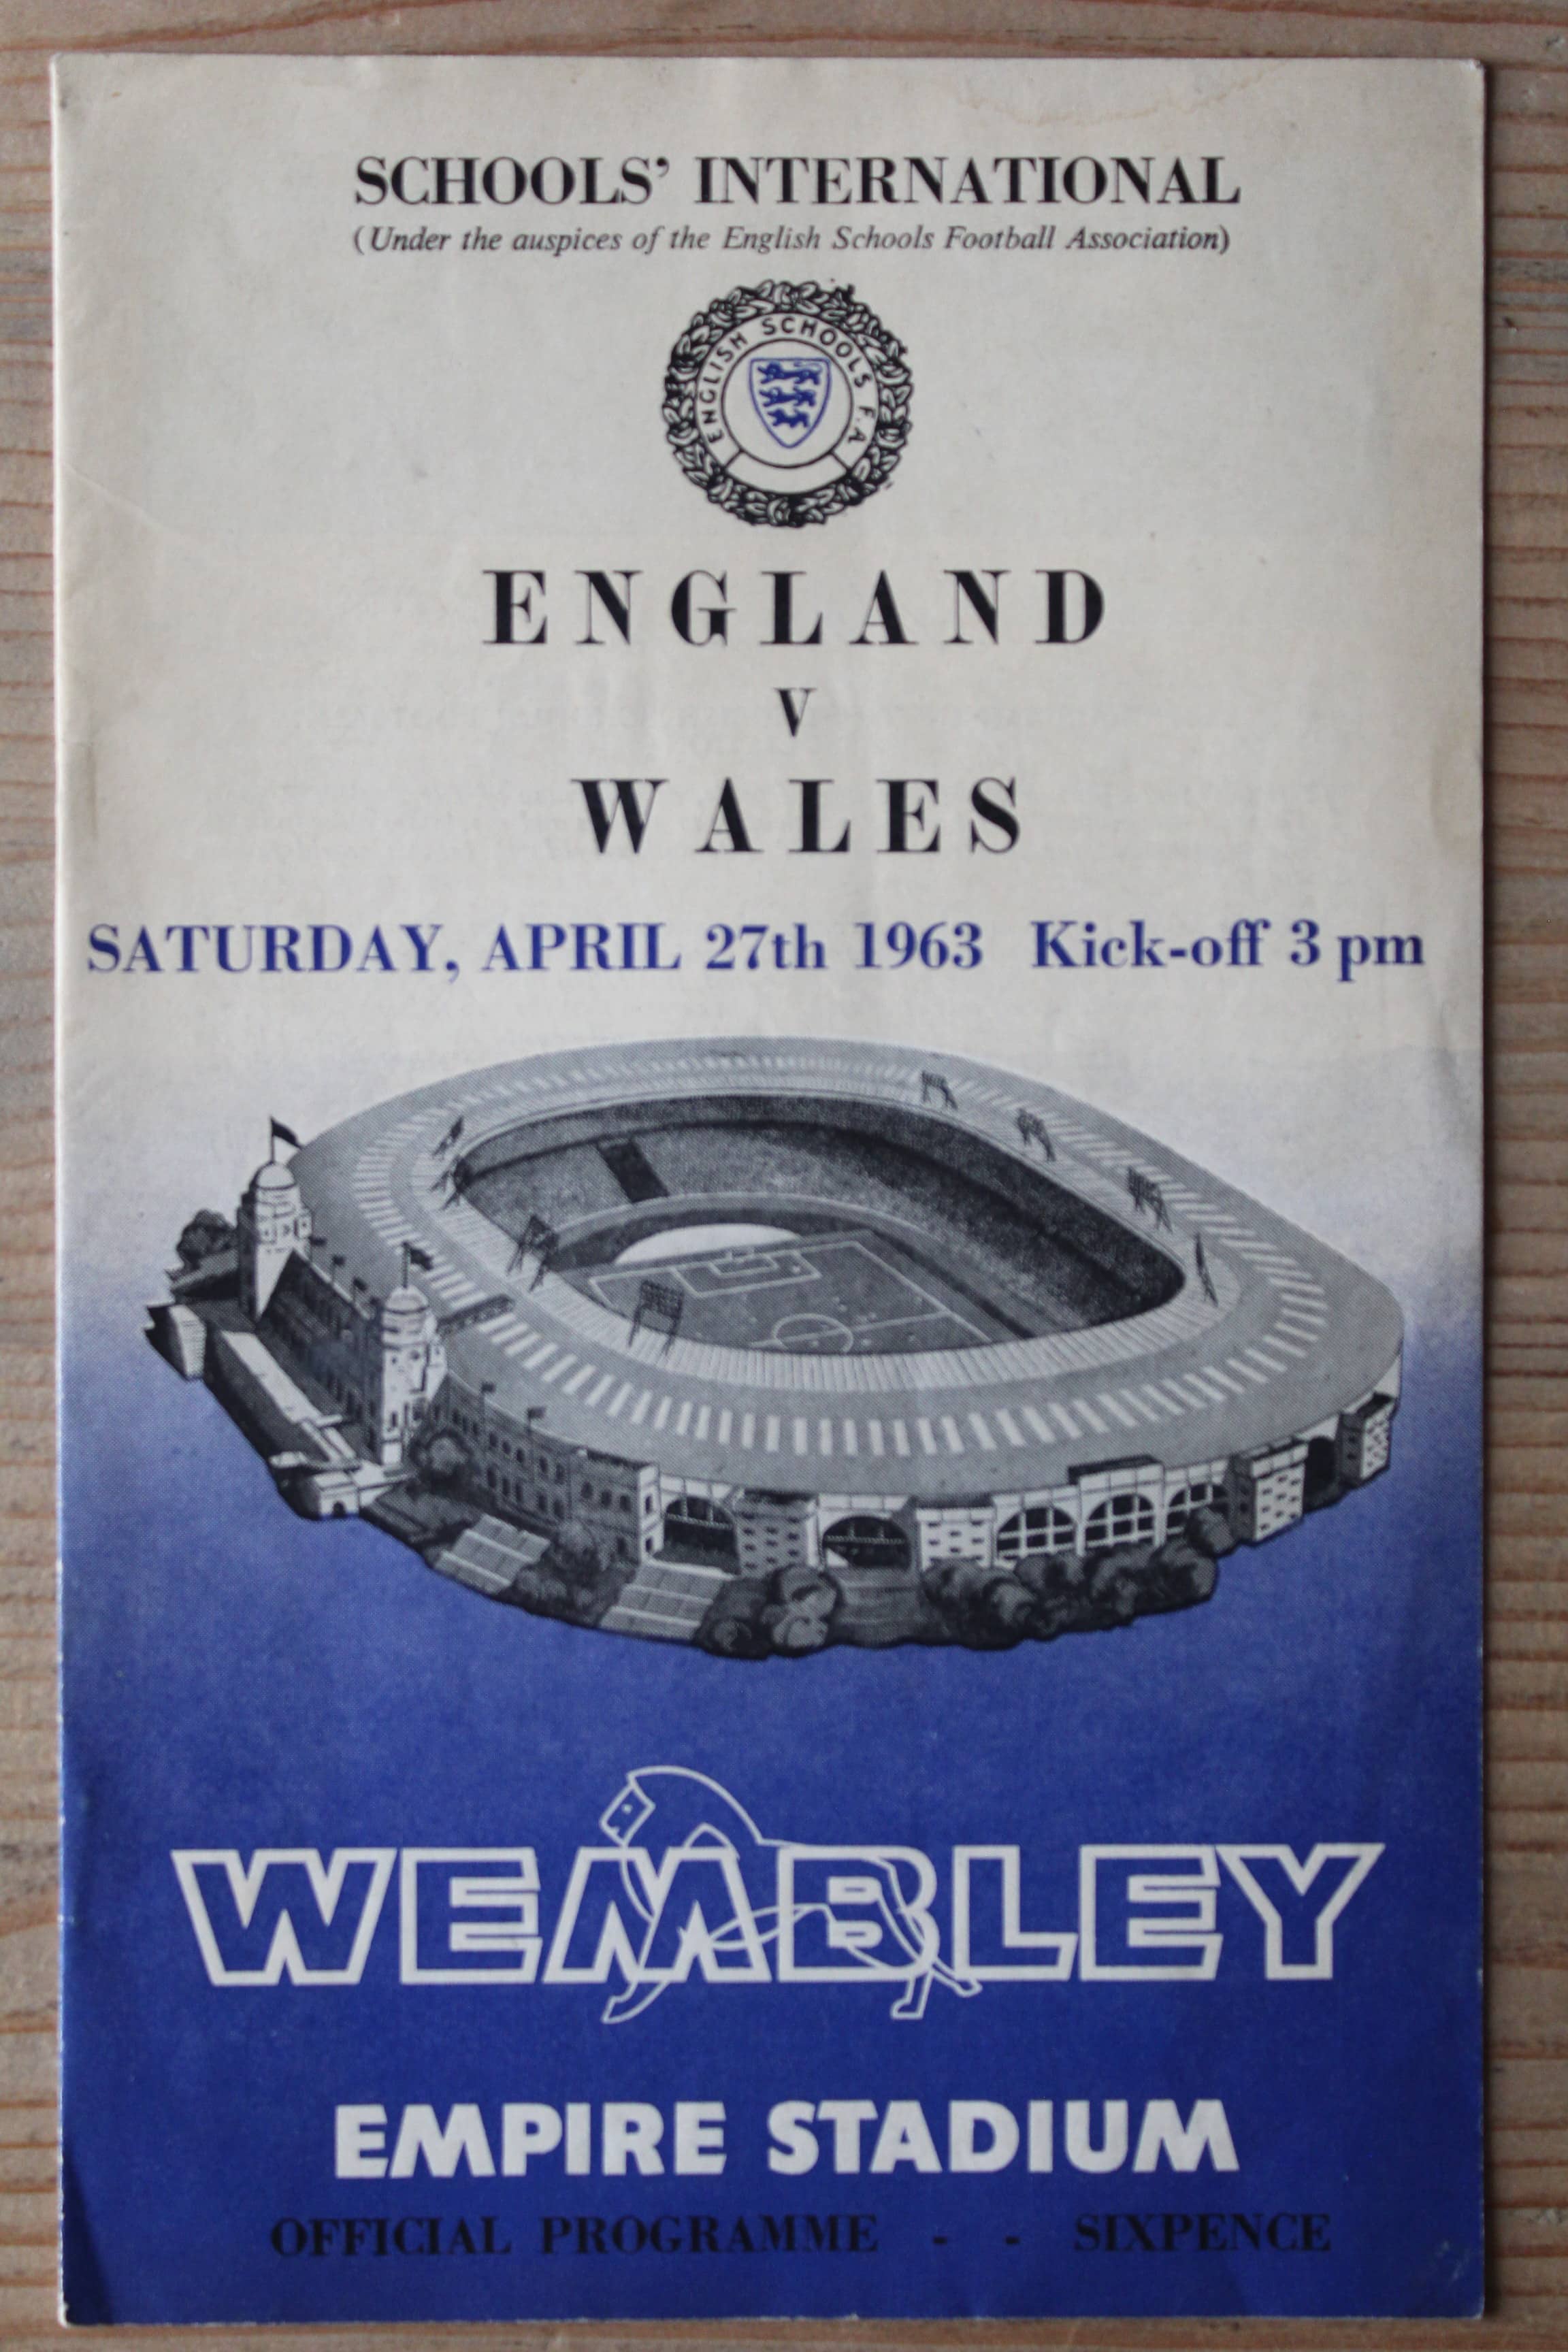 SCHOOLS' INTERNATIONAL
(Under the auspices of the English Schools Football Association)
ENGLISH SCHOOLS F.A
ENGLAND
V
WALES
SATURDAY, APRIL 27th 1963 Kick-off 3 pm
WEMBLEY
EMPIRE STADIUM
OFFICIAL PROGRAMME - - SIXPENCE